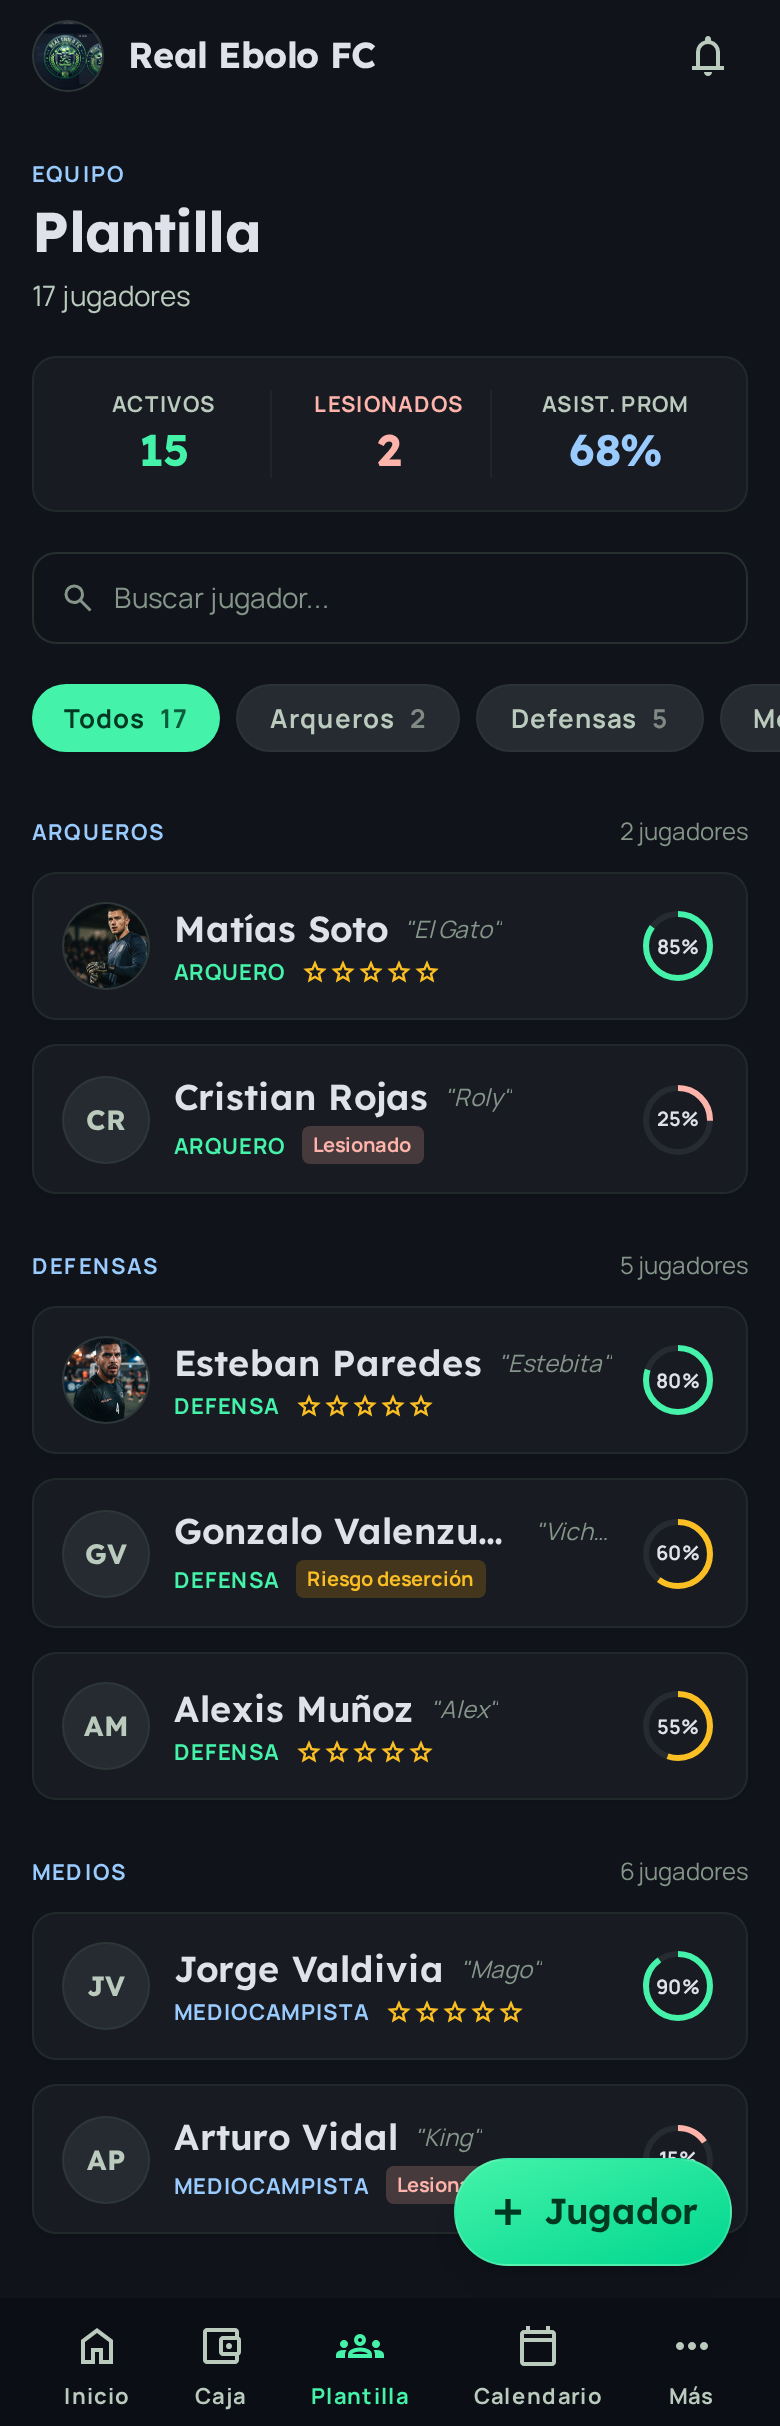 Real Ebolo FC
EQUIPO
Plantilla
17 jugadores
ACTIVOS LESIONADOS ASIST. PROM
15 2 68%
Buscar jugador...
Todos 17 Arqueros 2 Defensas 5
ARQUEROS 2 jugadores
Matías Soto "El Gato"
ARQUERO
85%
CR
Cristian Rojas "Roly"
ARQUERO Lesionado
25%
DEFENSAS 5 jugadores
Esteban Paredes "Estebita"
DEFENSA
80%
GV
Gonzalo Valenzu... "Vich...
DEFENSA Riesgo deserción
60%
AM
Alexis Muñoz "Alex"
DEFENSA
55%
MEDIOS 6 jugadores
JV
Jorge Valdivia "Mago"
MEDIOCAMPISTA
90%
AP
Arturo Vidal "King"
MEDIOCAMPISTA
15%
+ Jugador
Inicio Caja Plantilla Calendario Más